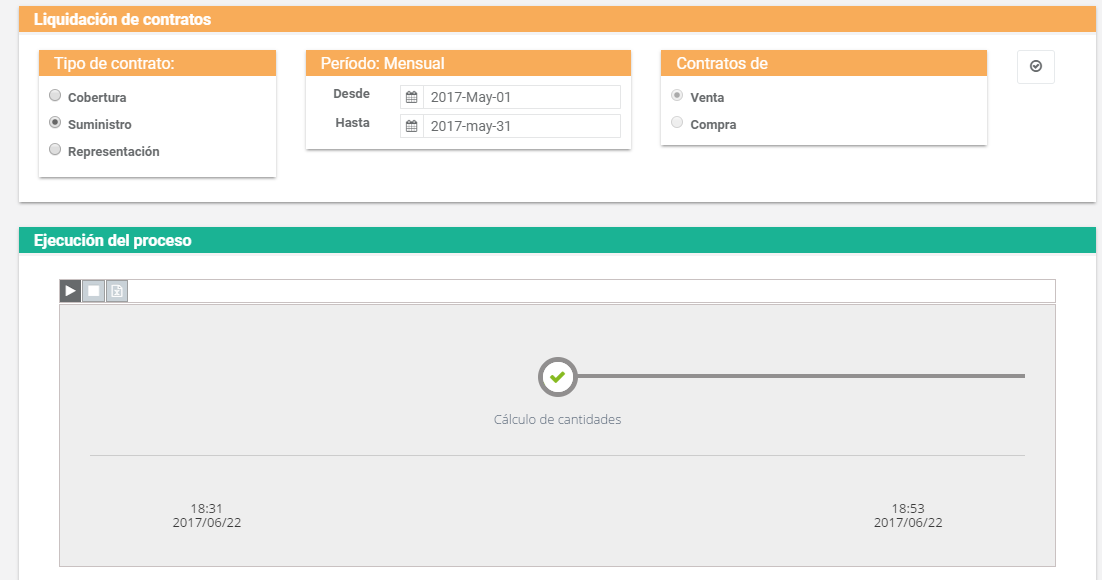 Liquidación de contratos
Tipo de contrato:
Cobertura
Suministro
Representación
Período: Mensual
Desde
2017-May-01
Hasta
2017-may-31
Contratos de
Venta
Compra
Ejecución del proceso
Cálculo de cantidades
18:31
2017/06/22
18:53
2017/06/22